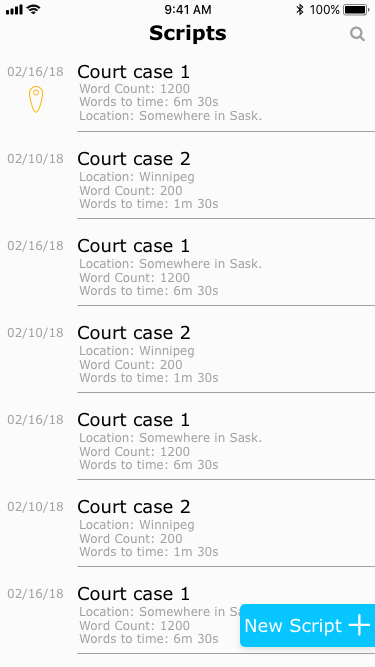 9:41 AM
100%
Scripts
02/16/18
Court case 1
Word Count: 1200
Words to time: 6m 30s
Location: Somewhere in Sask.
02/10/18
Court case 2
Location: Winnipeg
Word Count: 200
Words to time: 1m 30s
02/16/18
Court case 1
Location: Somewhere in Sask.
Word Count: 1200
Words to time: 6m 30s
02/10/18
Court case 2
Location: Winnipeg
Word Count: 200
Words to time: 1m 30s
02/16/18
Court case 1
Location: Somewhere in Sask.
Word Count: 1200
Words to time: 6m 30s
02/10/18
Court case 2
Location: Winnipeg
Word Count: 200
Words to time: 1m 30s
02/16/18
Court case 1
Location: Somewhere in
Word Count: 1200
Words to time: 6m 30s
New Script